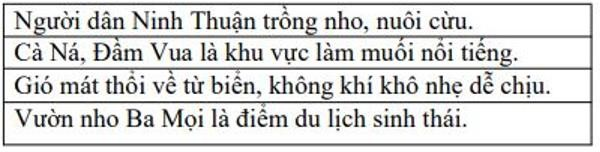 Người dân Ninh Thuận trồng nho, nuôi cừu.
Cà Ná, Đầm Vua là khu vực làm muối nổi tiếng.
Gió mát thổi về từ biển, không khí khô nhẹ dễ chịu.
Vườn nho Ba Mọi là điểm du lịch sinh thái.